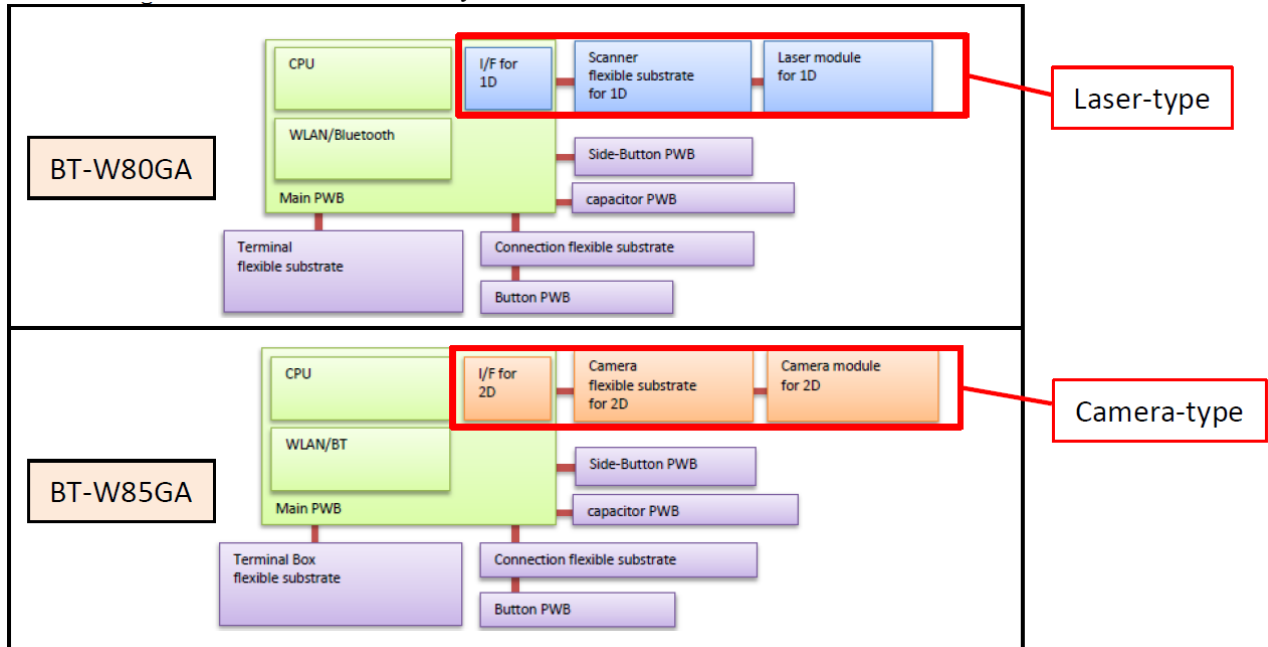 BT-W80GA
CPU
I/F for
1D
Scanner
flexible substrate
for 1D
Laser module
for 1D
Laser-type
WLAN/Bluetooth
Side-Button PWB
Main PWB
capacitor PWB
Terminal
flexible substrate
Connection flexible substrate
Button PWB
BT-W85GA
CPU
I/F for
2D
Camera
flexible substrate
for 2D
Camera module
for 2D
Camera-type
WLAN/BT
Side-Button PWB
Main PWB
capacitor PWB
Terminal Box
flexible substrate
Connection flexible substrate
Button PWB